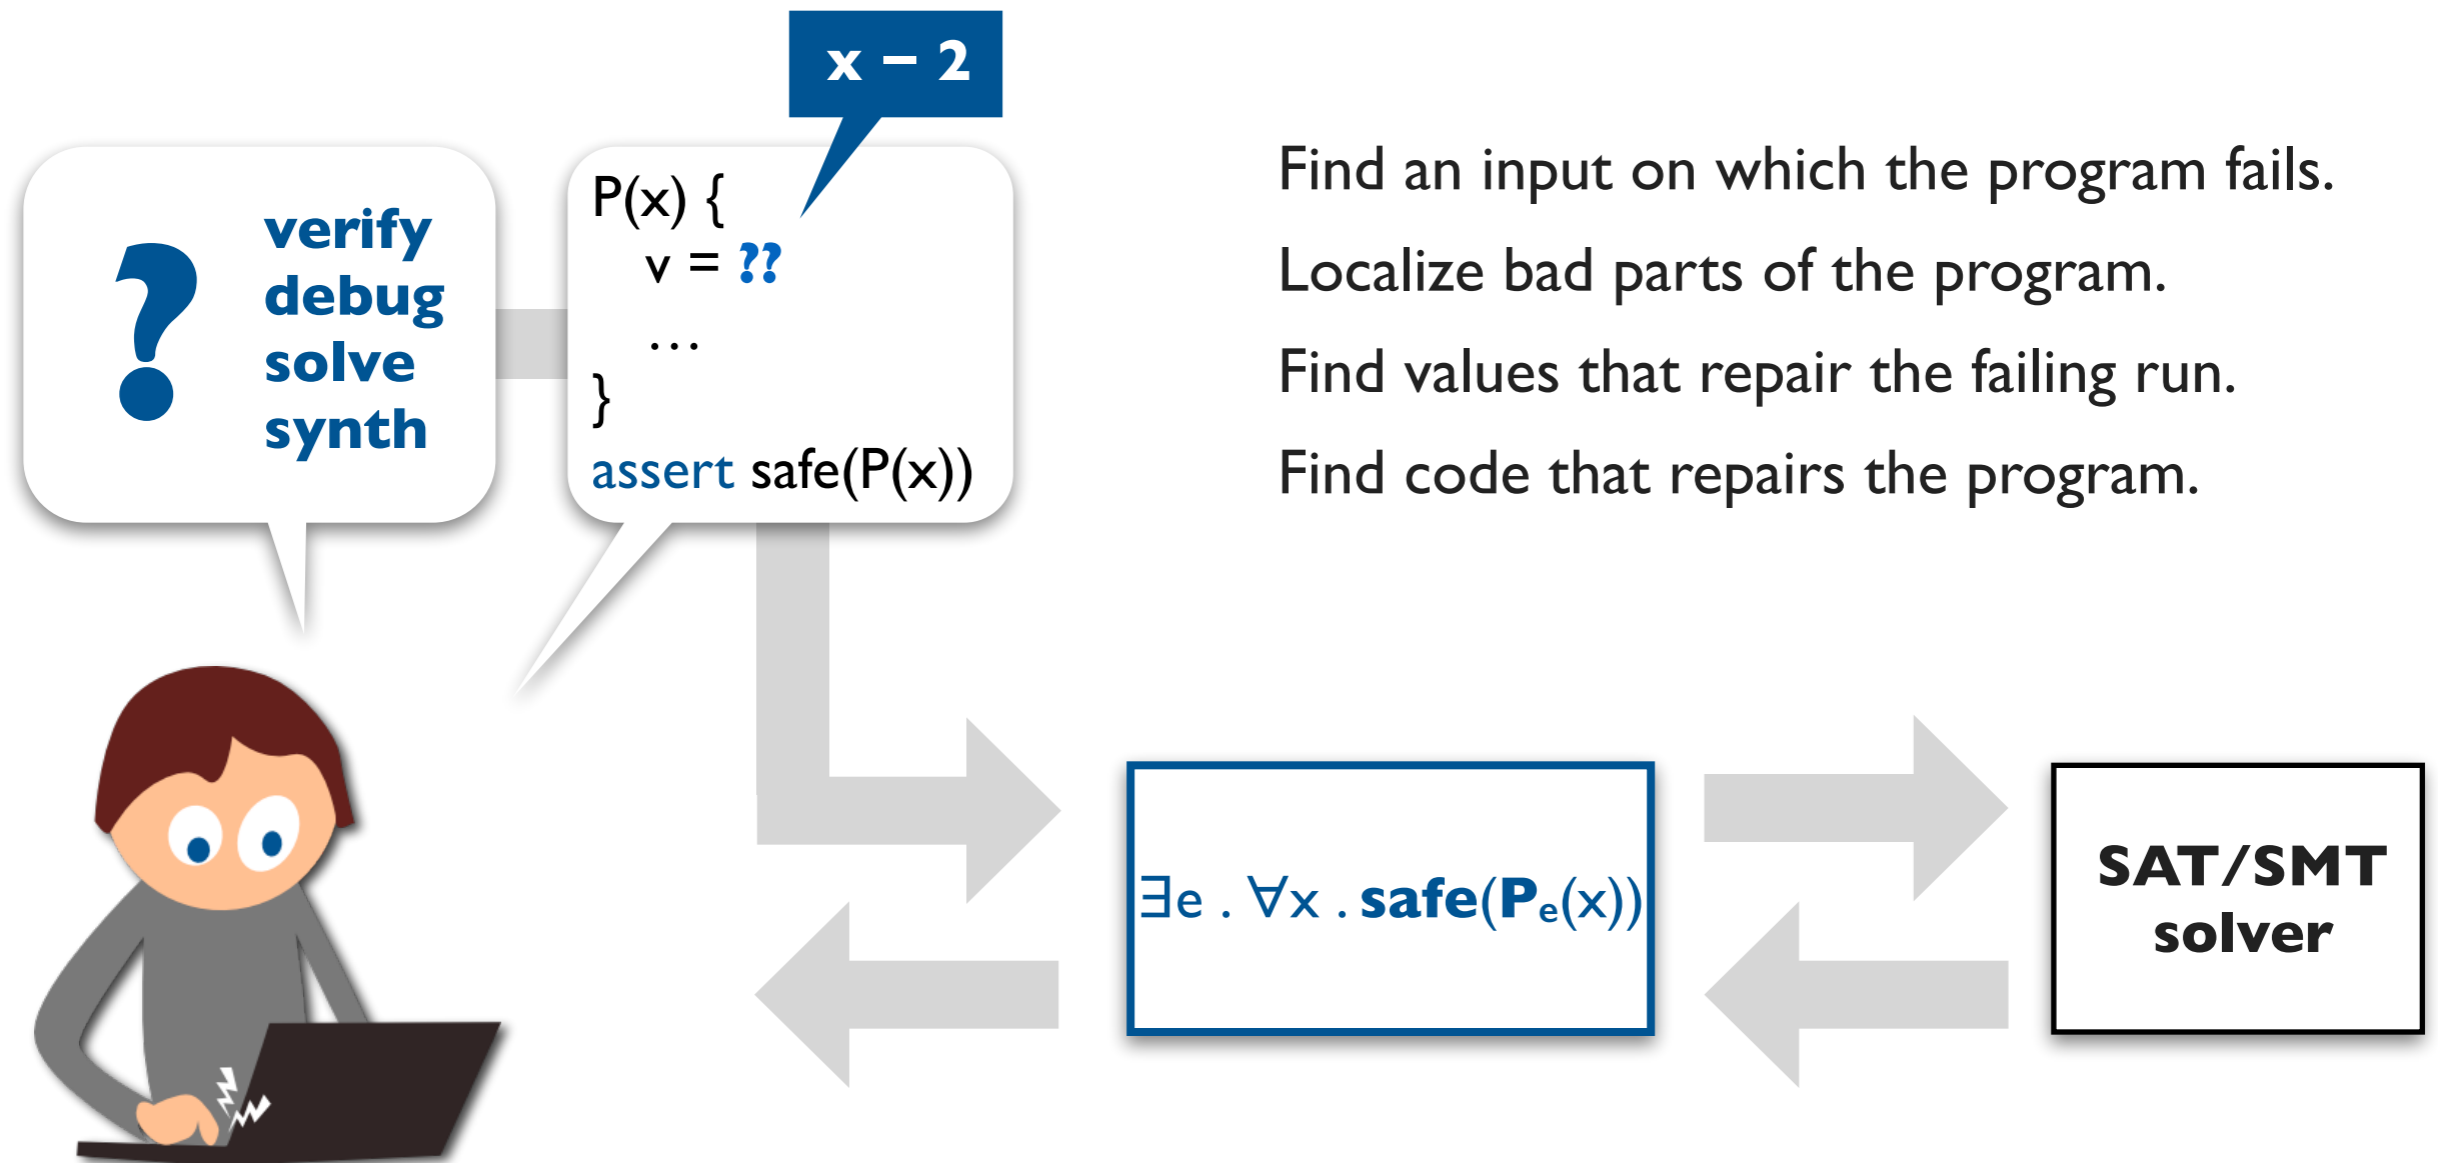 x – 2
?
verify
debug
solve
synth
P(x) {
v = ??
…
}
assert safe(P(x))
Find an input on which the program fails.
Localize bad parts of the program.
Find values that repair the failing run.
Find code that repairs the program.
∃e . ∀x . safe(Pₑ(x))
SAT/SMT
solver